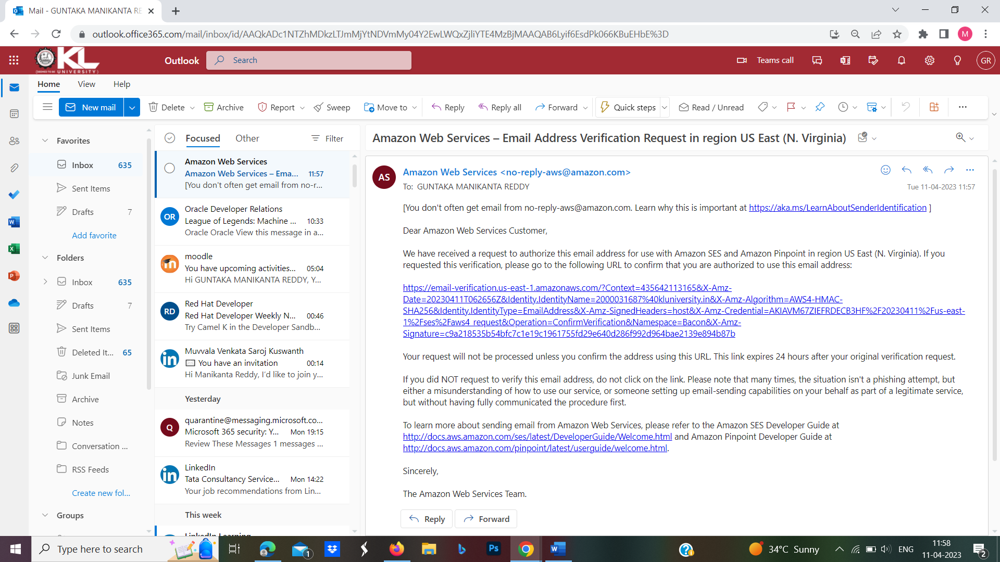 Mail - GUNTAKA MANIKANTA RE
outlook.office365.com/mail/inbox/id/AAQkADc1NTZhMDkzLTJmMjYtNDVmMy04Y2EwLWQxZjliYTE4MzBjMAAQAB6Lyif6EsdPk066KBuEHbE%3D
M
KL
UNIVERSITY
Outlook
Search
Teams call
GR
Home View Help
New mail
Delete
Archive
Report
Sweep
Move to
Reply
Reply all
Forward
Quick steps
Read / Unread
Favorites
Inbox 635
Sent Items
Drafts 7
Add favorite
Folders
Inbox 635
Drafts 7
Sent Items
Deleted It... 65
Junk Email
Archive
Notes
Conversation ...
RSS Feeds
Create new fol...
Groups
Focused Other Filter
Amazon Web Services
Amazon Web Services – Ema... 11:57
[You don't often get email from no-r...
OR
Oracle Developer Relations
League of Legends: Machine ... 10:33
Oracle Oracle View this message in a...
moodle
You have upcoming activities... 05:04
Hi GUNTAKA MANIKANTA REDDY, Y...
RD
Red Hat Developer
Red Hat Developer Weekly N... 00:46
Try Camel K in the Developer Sandb...
Muvvala Venkata Saroj Kuswanth
You have an invitation 00:14
Hi Manikanta Reddy, I'd like to join y...
Yesterday
Q
quarantine@messaging.microsoft.co...
Microsoft 365 security: Y... Mon 19:15
Review These Messages 1 messages ...
LinkedIn
Tata Consultancy Service... Mon 14:22
Your job recommendations from Lin...
This week
LinkedIn Learning
Amazon Web Services – Email Address Verification Request in region US East (N. Virginia)
AS
Amazon Web Services <no-reply-aws@amazon.com>
To: GUNTAKA MANIKANTA REDDY
Tue 11-04-2023 11:57
[You don't often get email from no-reply-aws@amazon.com. Learn why this is important at https://aka.ms/LearnAboutSenderIdentification ]
Dear Amazon Web Services Customer,
We have received a request to authorize this email address for use with Amazon SES and Amazon Pinpoint in region US East (N. Virginia). If you
requested this verification, please go to the following URL to confirm that you are authorized to use this email address:
https://email-verification.us-east-1.amazonaws.com/?Context=435642113165&X-Amz-
Date=20230411T062656Z&Identity.IdentityName=2000031687%40kluniversity.in&X-Amz-Algorithm=AWS4-HMAC-
SHA256&Identity.IdentityType=EmailAddress&X-Amz-SignedHeaders=host&X-Amz-Credential=AKIAVM67ZIEFRDECB3HF%2F20230411%2Fus-east-
1%2Fses%2Faws4_request&Operation=ConfirmVerification&Namespace=Bacon&X-Amz-
Signature=c9a218535b54bfc7c1e19c1961755fd29e640d286f992d964bae2139e894b87b
Your request will not be processed unless you confirm the address using this URL. This link expires 24 hours after your original verification request.
If you did NOT request to verify this email address, do not click on the link. Please note that many times, the situation isn't a phishing attempt, but
either a misunderstanding of how to use our service, or someone setting up email-sending capabilities on your behalf as part of a legitimate service,
but without having fully communicated the procedure first.
To learn more about sending email from Amazon Web Services, please refer to the Amazon SES Developer Guide at
http://docs.aws.amazon.com/ses/latest/DeveloperGuide/Welcome.html and Amazon Pinpoint Developer Guide at
http://docs.aws.amazon.com/pinpoint/latest/userguide/welcome.html.
Sincerely,
The Amazon Web Services Team.
Reply
Forward
Type here to search
1
Ps
34°C Sunny
ENG
11:58
11-04-2023
2